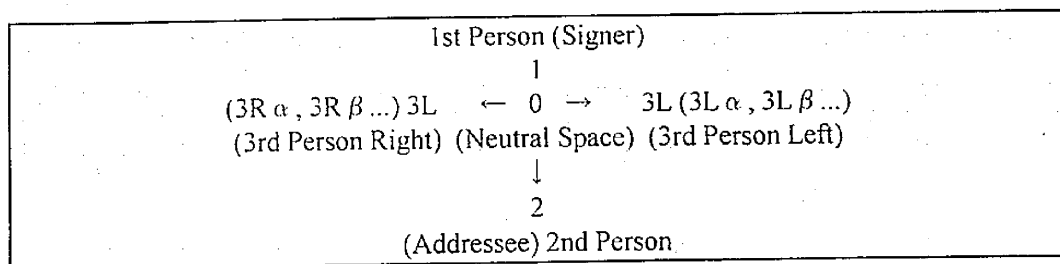 1st Person (Signer)
1
(3R α , 3R β ...) 3L ← 0 → 3L (3L α , 3L β ...)
(3rd Person Right) (Neutral Space) (3rd Person Left)
↓
2
(Addressee) 2nd Person